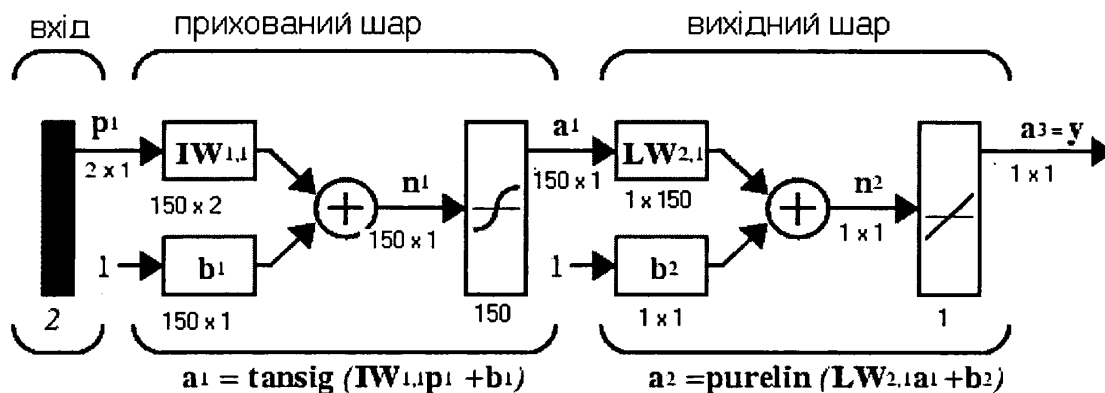 вхід прихований шар вихідний шар
p1 a1 a3 = y
IW1,1 LW2,1
2 x 1 n1 150 x 1 n2 1 x 1
150 x 2 1 x 150
150 x 1 1 x 1
1 b1 1 b2
2 150 x 1 150 1 x 1 1
a1 = tansig (IW1,1p1 +b1) a2 =purelin (LW2,1a1 +b2)